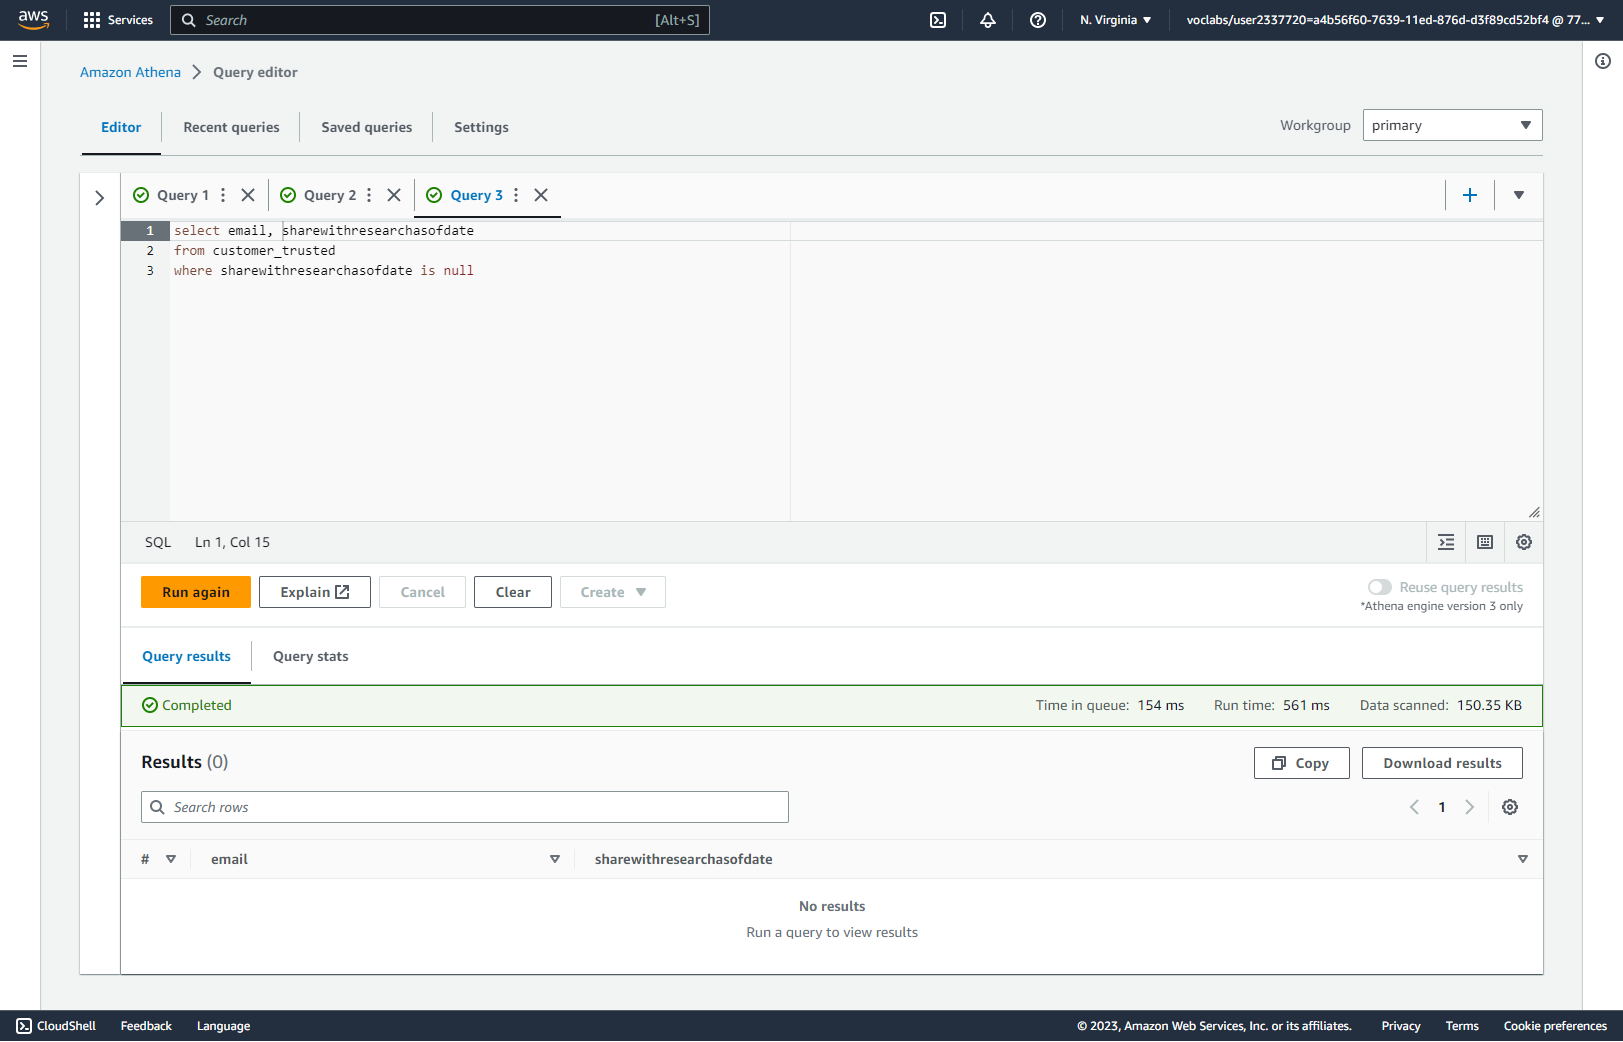 aws Services Search [Alt+S] N. Virginia voclabs/user2337720=a4b56f60-7639-11ed-876d-d3f89cd52bf4 @ 77...
Amazon Athena Query editor
Editor Recent queries Saved queries Settings Workgroup primary
Query 1 Query 2 Query 3
1 select email, sharewithresearchasofdate
2 from customer_trusted
3 where sharewithresearchasofdate is null
SQL Ln 1, Col 15
Run again Explain Cancel Clear Create Reuse query results
*Athena engine version 3 only
Query results Query stats
Completed Time in queue: 154 ms Run time: 561 ms Data scanned: 150.35 KB
Results (0) Copy Download results
Search rows 1
# email sharewithresearchasofdate
No results
Run a query to view results
CloudShell Feedback Language © 2023, Amazon Web Services, Inc. or its affiliates. Privacy Terms Cookie preferences